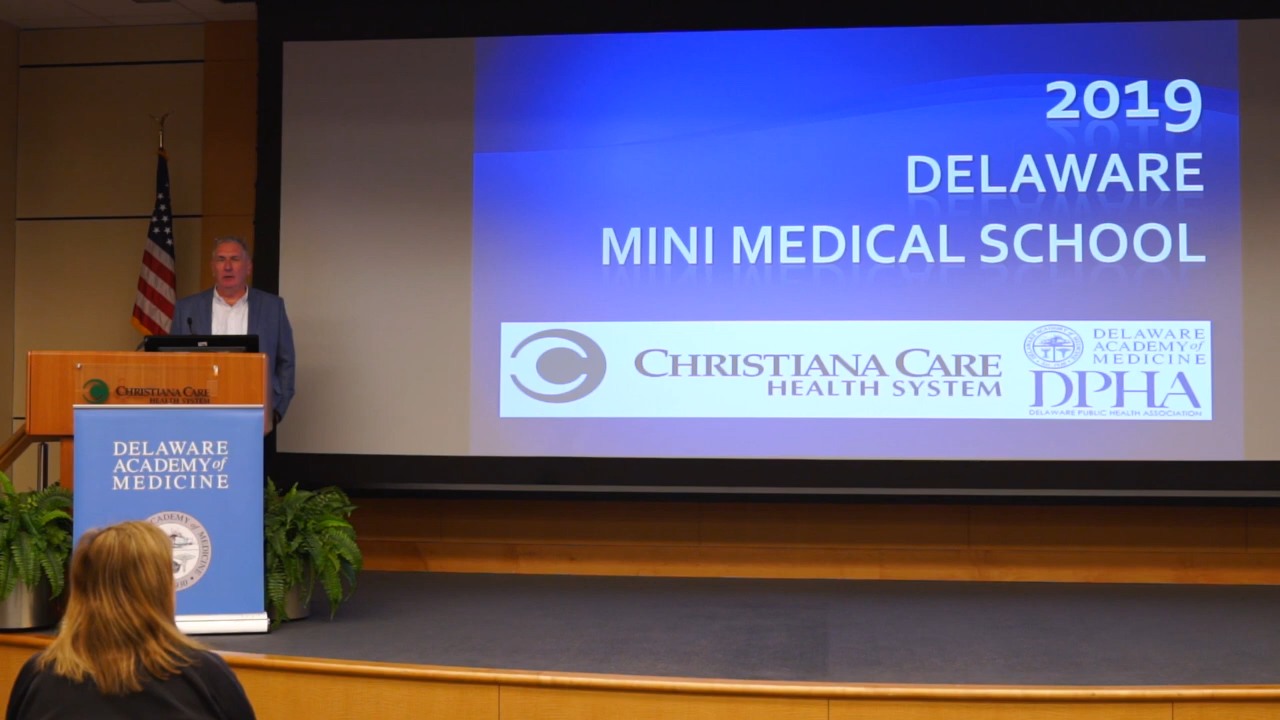 2019
DELAWARE
MINI MEDICAL SCHOOL
CHRISTIANA CARE
HEALTH SYSTEM
DELAWARE
ACADEMY of
MEDICINE
DPHA
DELAWARE PUBLIC HEALTH ASSOCIATION
CHRISTIANA CARE
HEALTH SYSTEM
DELAWARE
ACADEMY of
MEDICINE